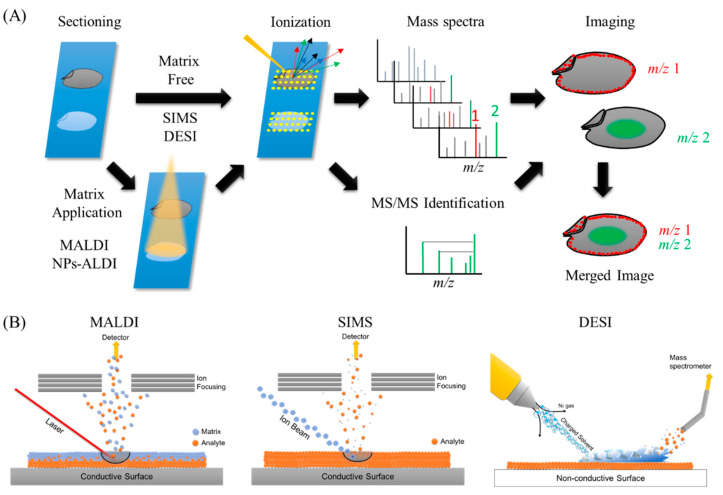 (A)
Sectioning
Ionization
Mass spectra
Imaging
Matrix
Free
SIMS
DESI
Matrix
Application
MALDI
NPs-ALDI
1
2
m/z
MS/MS Identification
m/z
m/z 1
m/z 2
m/z 1
m/z 2
Merged Image
(B)
MALDI
SIMS
DESI
Detector
Ion
Focusing
Laser
Matrix
Analyte
Conductive Surface
Detector
Ion
Focusing
Ion Beam
Analyte
Conductive Surface
Mass
spectrometer
N₂ gas
Charged Solvent
Non-conductive Surface